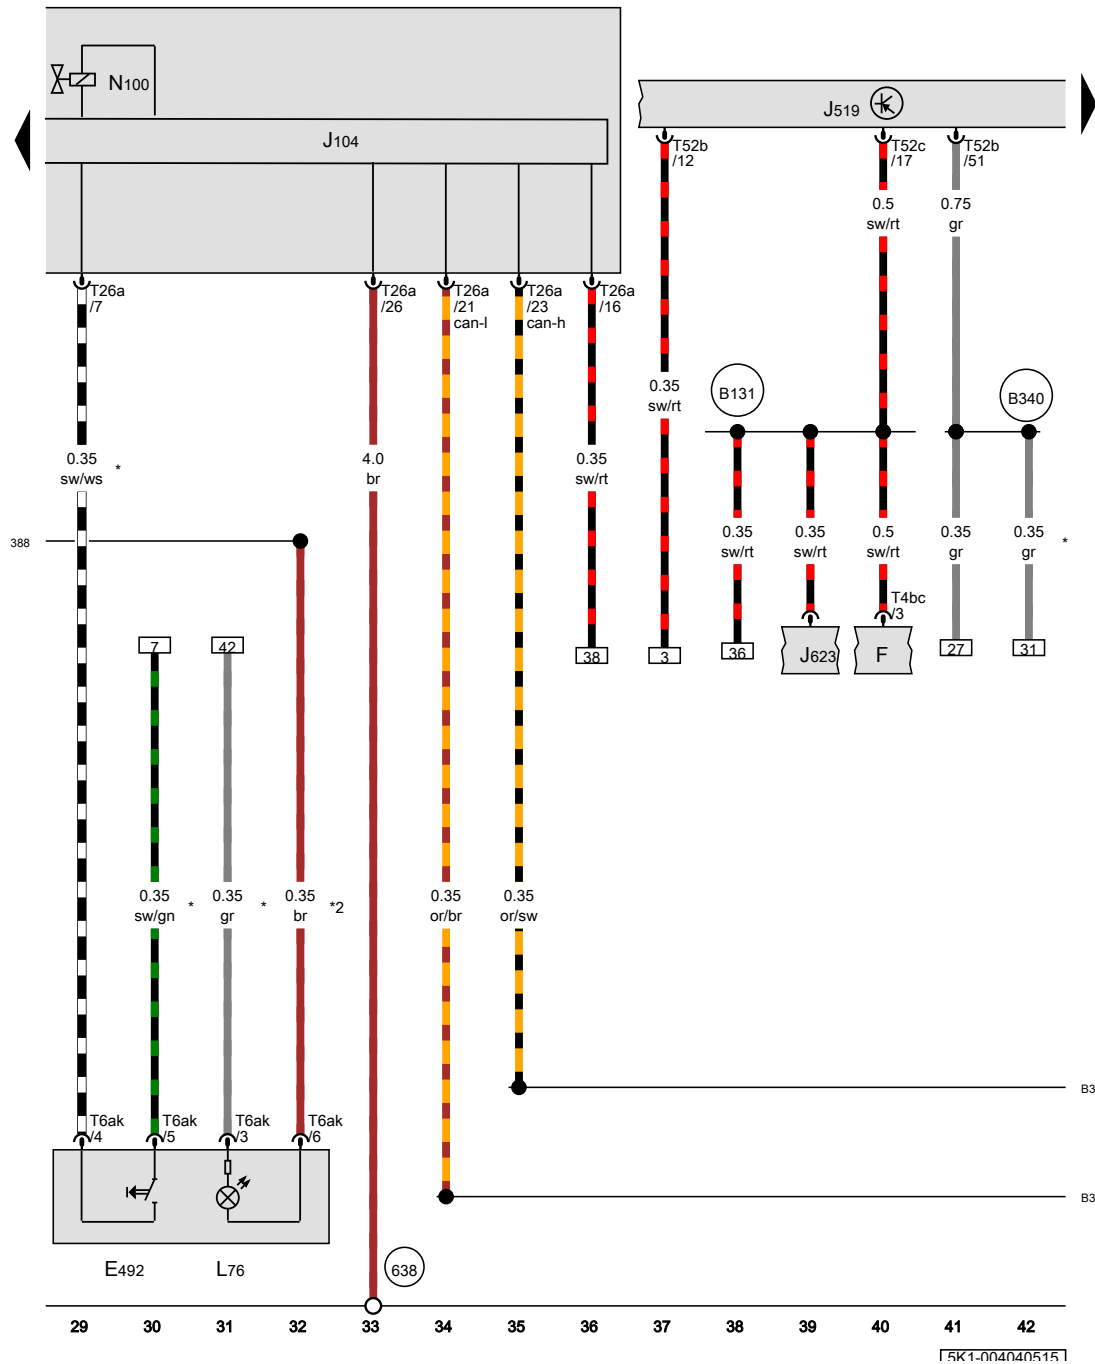 N100
J519
J104
T52b
/12
T52c
/17
T52b
/51
0.5
sw/rt
0.75
gr
T26a
/7
T26a
/26
T26a
/21
can-l
T26a
/23
can-h
T26a
/16
0.35
sw/rt
B131
B340
0.35
sw/ws
*
4.0
br
0.35
sw/rt
388
0.35
sw/rt
0.35
sw/rt
0.5
sw/rt
0.35
gr
0.35
gr
*
T4bc
/3
7
42
38
3
36
J623
F
27
31
0.35
sw/gn
*
0.35
gr
*
0.35
br
*2
0.35
or/br
0.35
or/sw
B3
T6ak
/4
T6ak
/5
T6ak
/3
T6ak
/6
B3
E492
L76
638
29 30 31 32 33 34 35 36 37 38 39 40 41 42
5K1-004040515